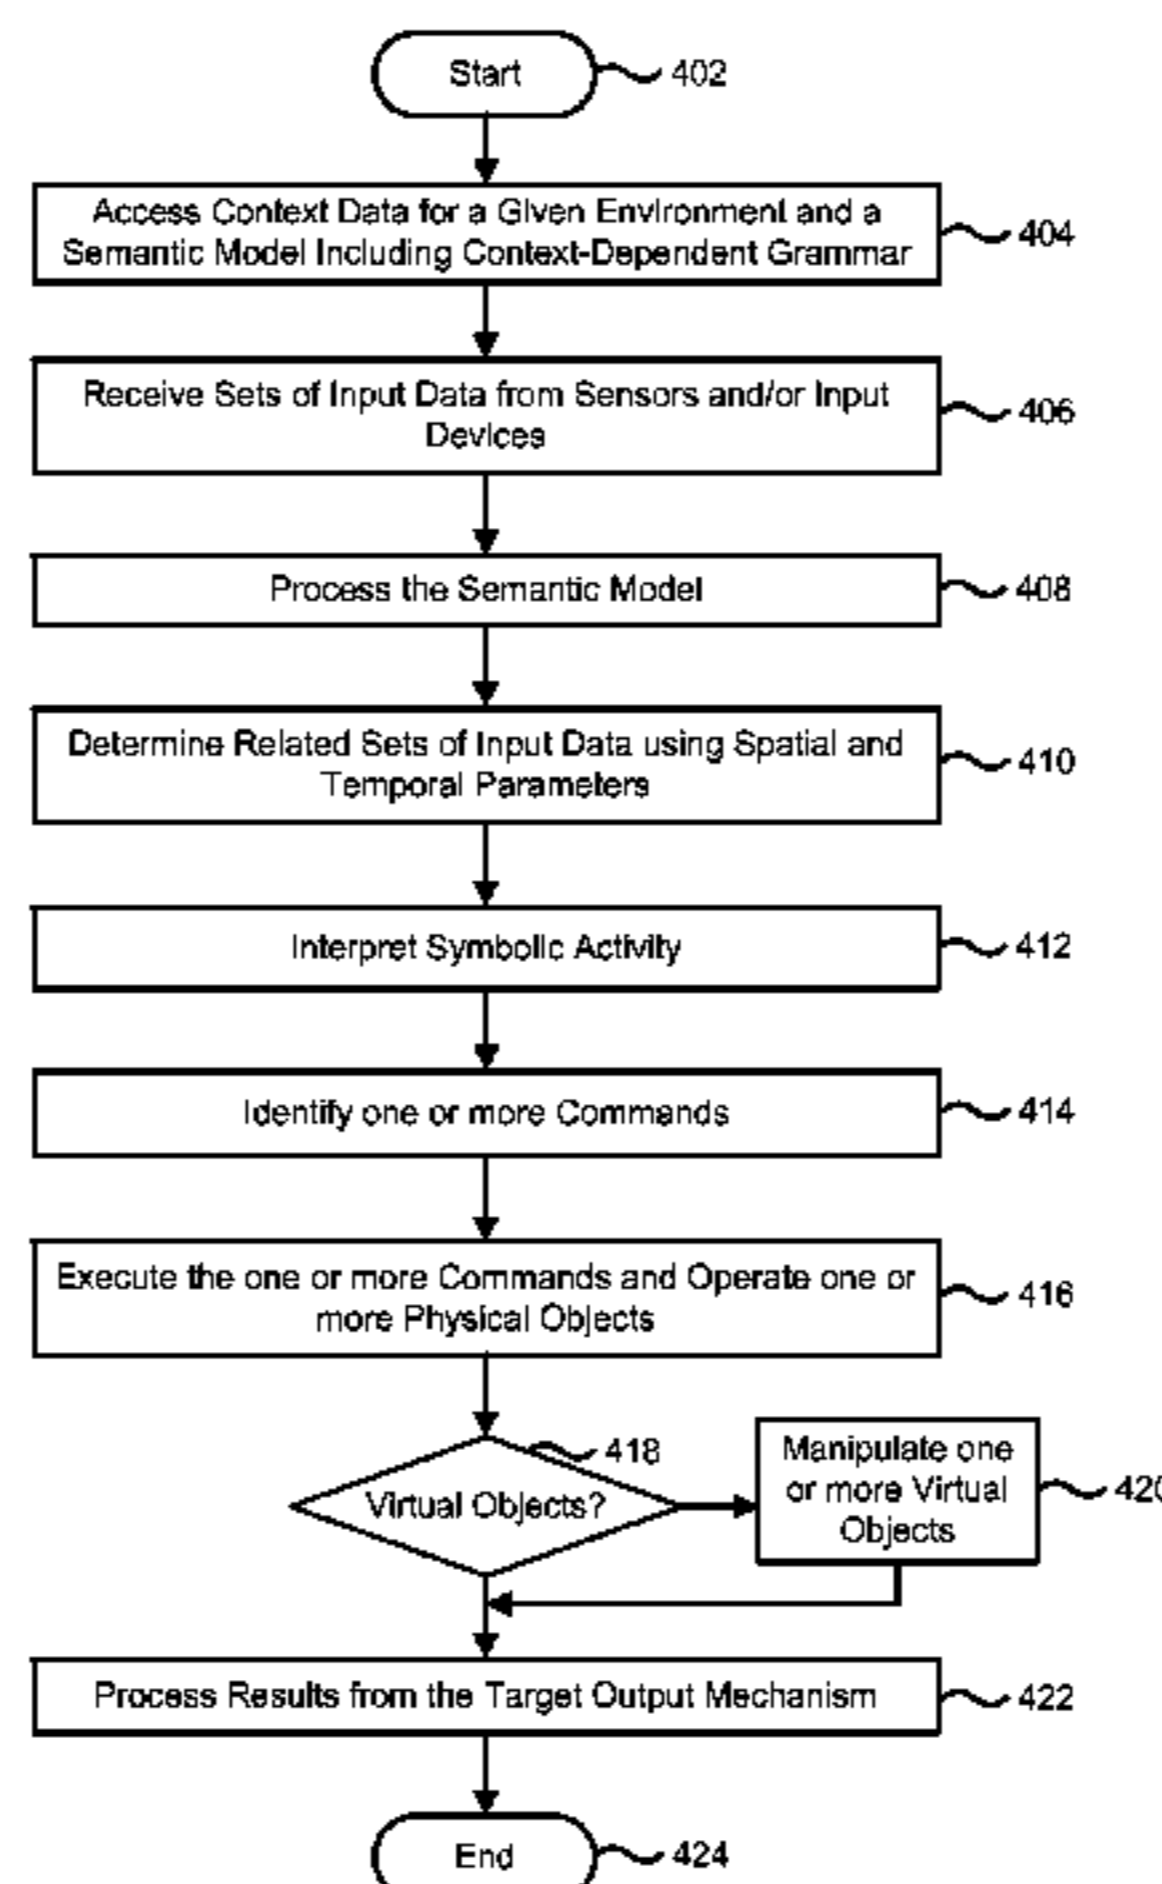 Start
402
Access Context Data for a Given Environment and a
Semantic Model Including Context-Dependent Grammar
404
Receive Sets of Input Data from Sensors and/or Input
Devices
406
Process the Semantic Model
408
Determine Related Sets of Input Data using Spatial and
Temporal Parameters
410
Interpret Symbolic Activity
412
Identify one or more Commands
414
Execute the one or more Commands and Operate one or
more Physical Objects
416
418
Virtual Objects?
Manipulate one
or more Virtual
Objects
420
Process Results from the Target Output Mechanism
422
End
424